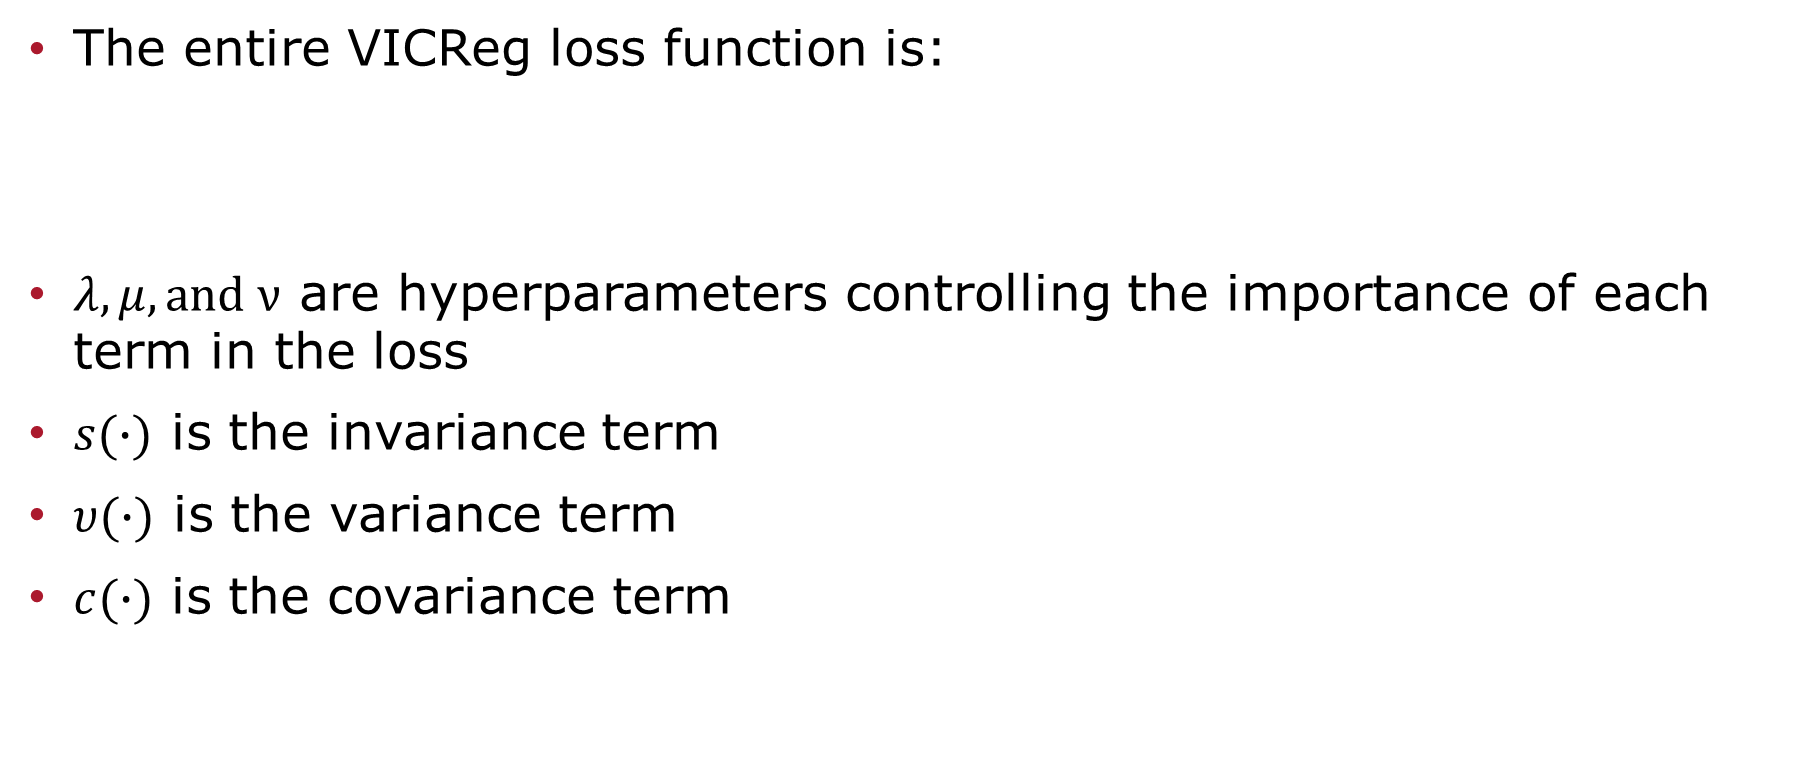 • The entire VICReg loss function is:
• 𝜆, 𝜇, and ν are hyperparameters controlling the importance of each
term in the loss
• 𝑠(⋅) is the invariance term
• 𝑣(⋅) is the variance term
• 𝑐(⋅) is the covariance term